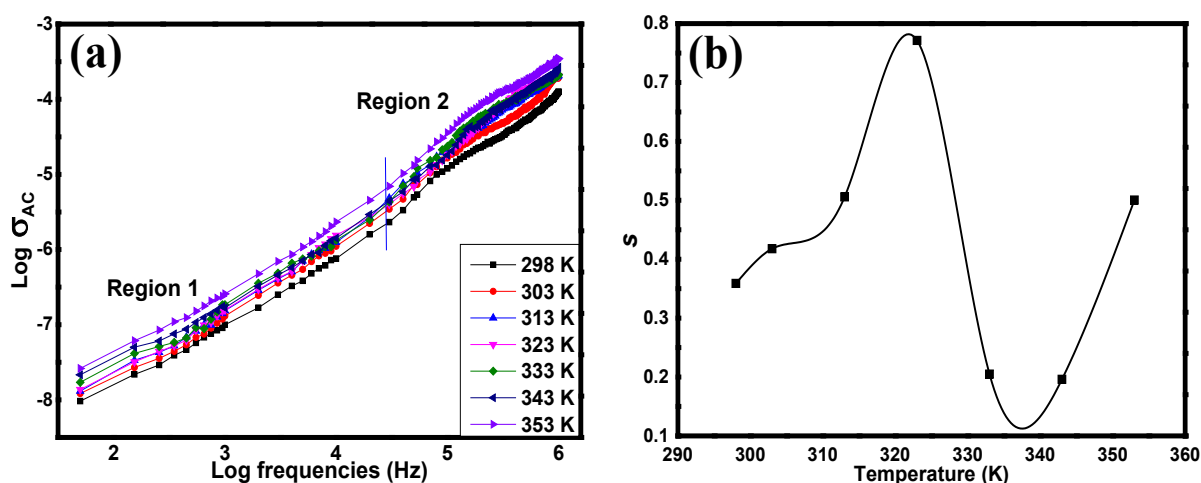 (a)
-3
-4
-5
-6
-7
-8
Log σAC
Region 1
Region 2
298 K
303 K
313 K
323 K
333 K
343 K
353 K
2 3 4 5 6
Log frequencies (Hz)
(b)
0.8
0.7
0.6
0.5
0.4
0.3
0.2
0.1
s
290 300 310 320 330 340 350 360
Temperature (K)